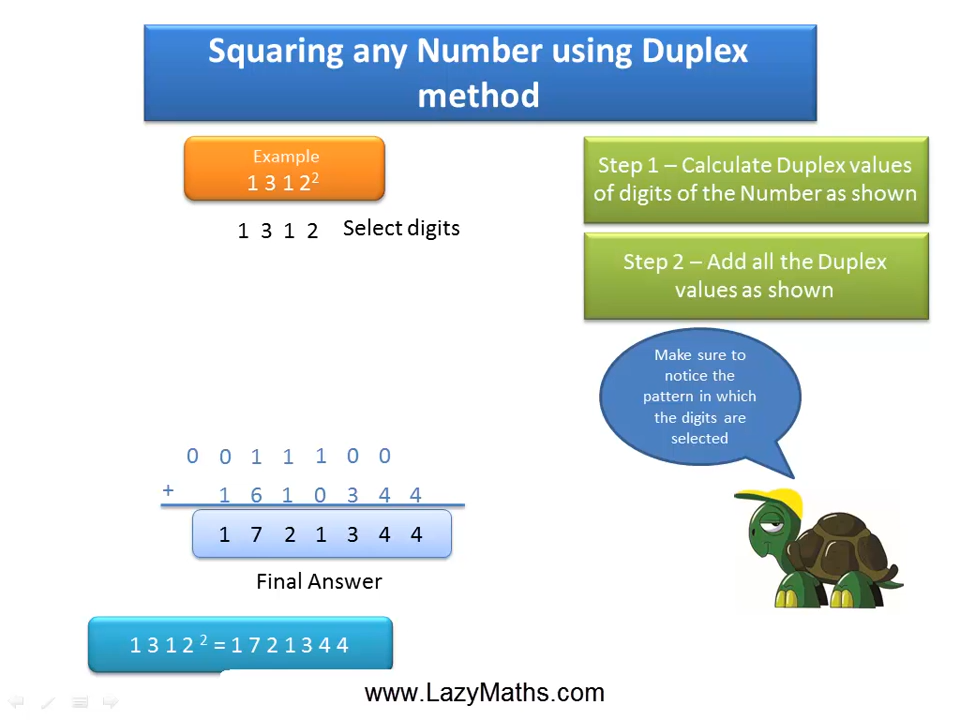 Squaring any Number using Duplex
method
Example
1 3 1 2²
1 3 1 2 Select digits
Step 1 – Calculate Duplex values
of digits of the Number as shown
Step 2 – Add all the Duplex
values as shown
Make sure to
notice the
pattern in which
the digits are
selected
0 0 1 1 1 0 0
+ 1 6 1 0 3 4 4
1 7 2 1 3 4 4
Final Answer
1 3 1 2 ² = 1 7 2 1 3 4 4
www.LazyMaths.com